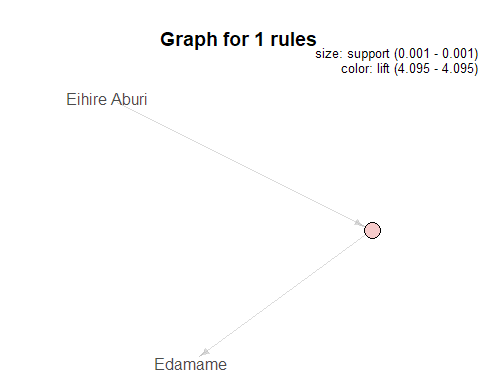 Graph for 1 rules
size: support (0.001 - 0.001)
color: lift (4.095 - 4.095)
Eihire Aburi
Edamame